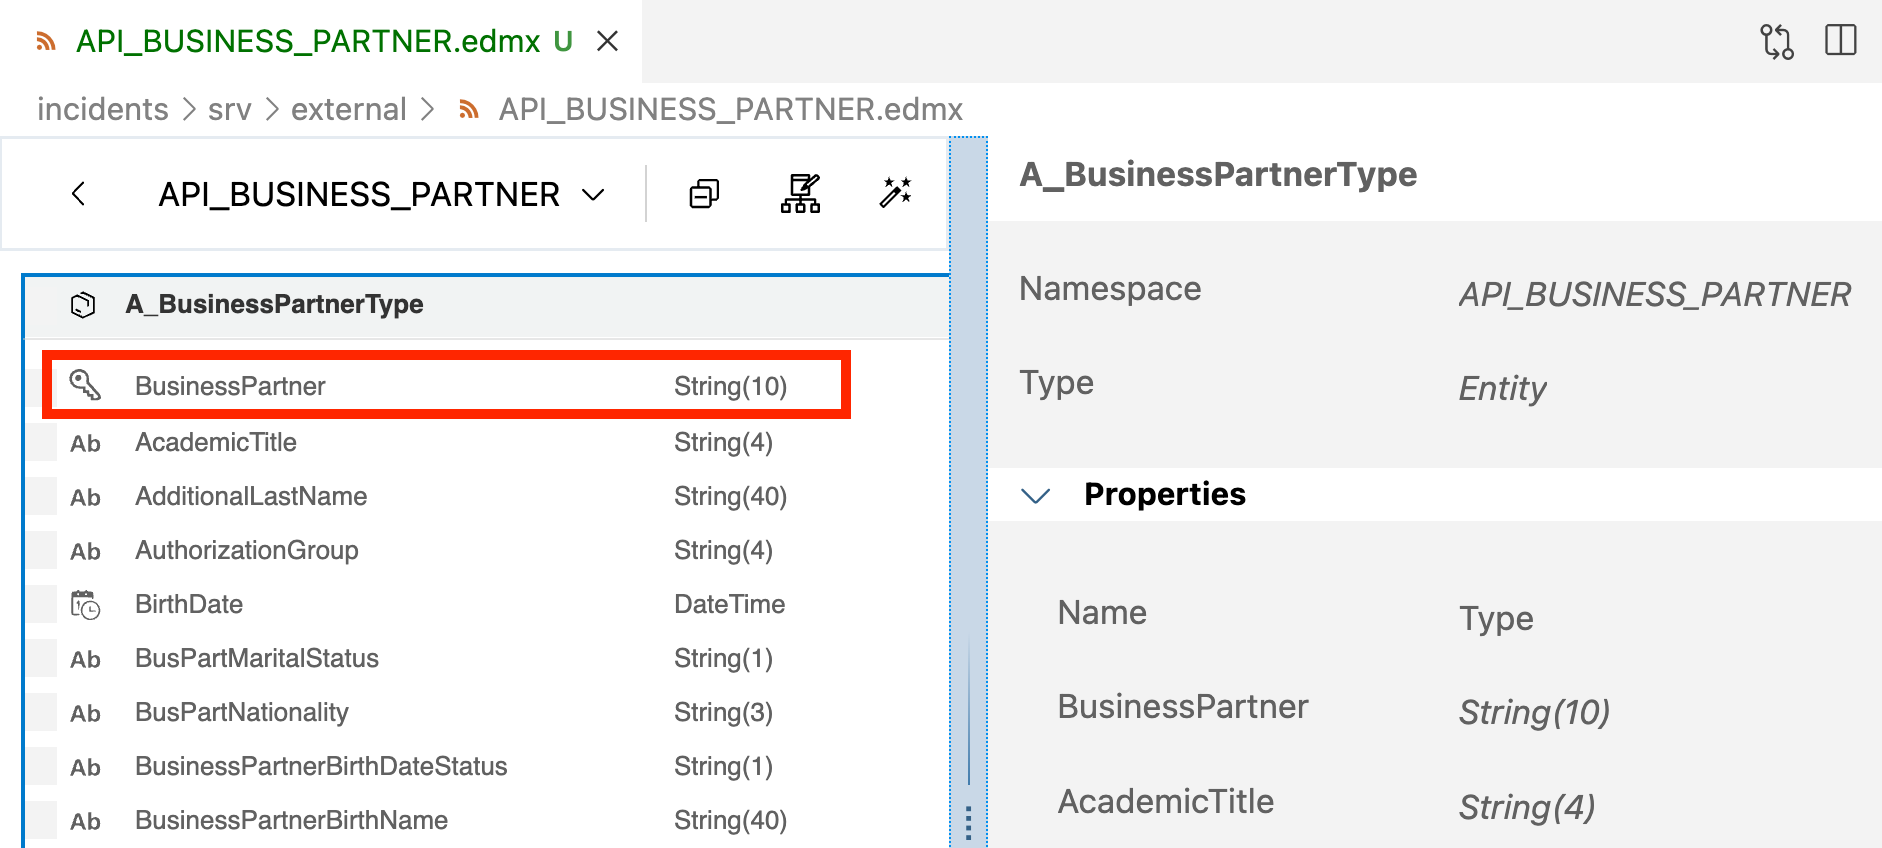 API_BUSINESS_PARTNER.edmx U
incidents > srv > external > API_BUSINESS_PARTNER.edmx
API_BUSINESS_PARTNER
A_BusinessPartnerType
BusinessPartner String(10)
Ab AcademicTitle String(4)
Ab AdditionalLastName String(40)
Ab AuthorizationGroup String(4)
BirthDate DateTime
Ab BusPartMaritalStatus String(1)
Ab BusPartNationality String(3)
Ab BusinessPartnerBirthDateStatus String(1)
Ab BusinessPartnerBirthName String(40)
A_BusinessPartnerType
Namespace API_BUSINESS_PARTNER
Type Entity
Properties
Name Type
BusinessPartner String(10)
AcademicTitle String(4)